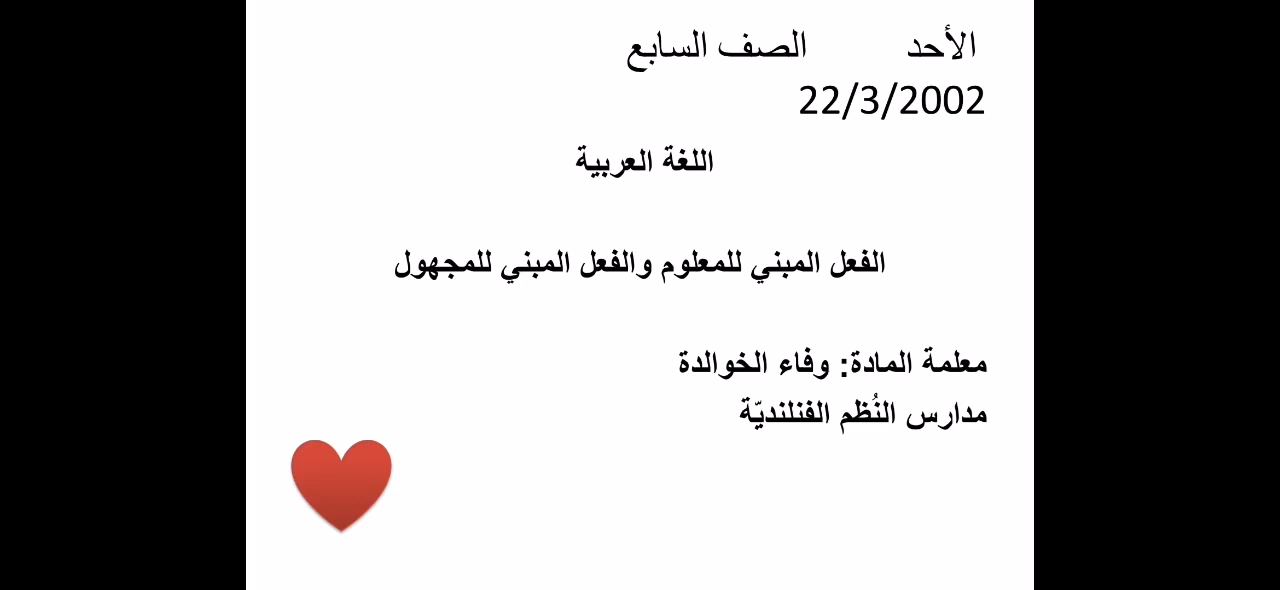 الأحد الصف السابع
22/3/2002
اللغة العربية
الفعل المبني للمعلوم والفعل المبني للمجهول
معلمة المادة: وفاء الخوالدة
مدارس النُظم الفنلنديّة